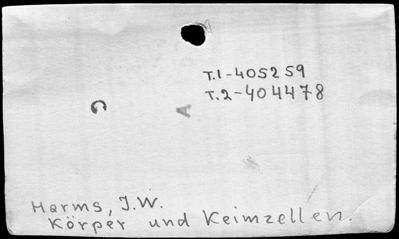 T.1-405259
T.2-404478
C A
Harms, J.W.
Körper und Keimzellen.